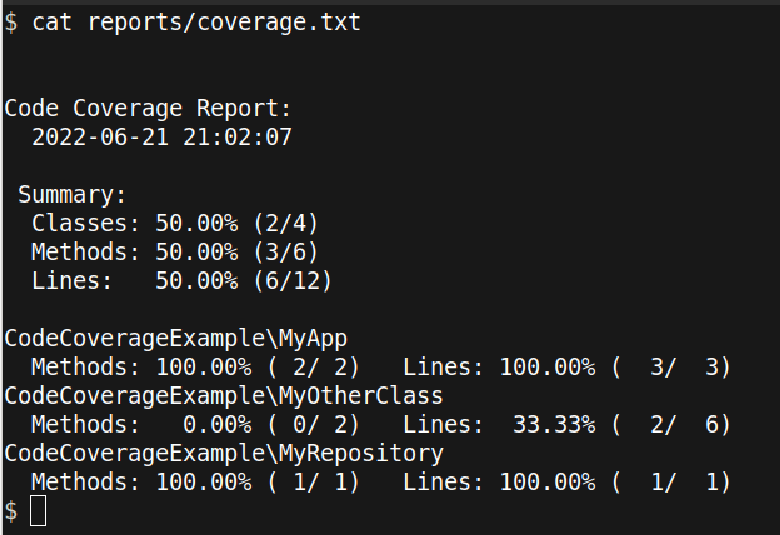 $ cat reports/coverage.txt
Code Coverage Report:
2022-06-21 21:02:07
Summary:
Classes: 50.00% (2/4)
Methods: 50.00% (3/6)
Lines:   50.00% (6/12)
CodeCoverageExample\MyApp
Methods: 100.00% ( 2/ 2)   Lines: 100.00% (  3/  3)
CodeCoverageExample\MyOtherClass
Methods:   0.00% ( 0/ 2)   Lines:  33.33% (  2/  6)
CodeCoverageExample\MyRepository
Methods: 100.00% ( 1/ 1)   Lines: 100.00% (  1/  1)
$